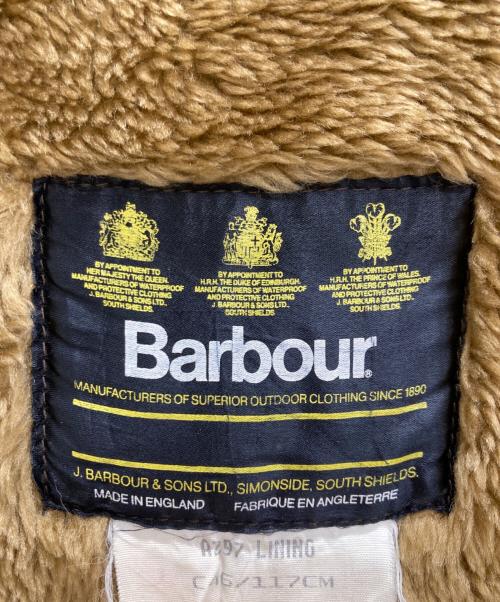 BY APPOINTMENT TO
HER MAJESTY THE QUEEN.
MANUFACTURERS OF WATERPROOF
AND PROTECTIVE CLOTHING
J. BARBOUR & SONS LTD.,
SOUTH SHIELDS.
BY APPOINTMENT TO
H.R.H. THE DUKE OF EDINBURGH.
MANUFACTURERS OF WATERPROOF
AND PROTECTIVE CLOTHING
J. BARBOUR & SONS LTD.,
SOUTH SHIELDS.
BY APPOINTMENT TO
H.R.H. THE PRINCE OF WALES.
MANUFACTURERS OF WATERPROOF
AND PROTECTIVE CLOTHING
J. BARBOUR & SONS LTD.,
SOUTH SHIELDS.
Barbour®
MANUFACTURERS OF SUPERIOR OUTDOOR CLOTHING SINCE 1890
J. BARBOUR & SONS LTD., SIMONSIDE, SOUTH SHIELDS.
MADE IN ENGLAND FABRIQUE EN ANGLETERRE
A297 LINING
C46/117CM